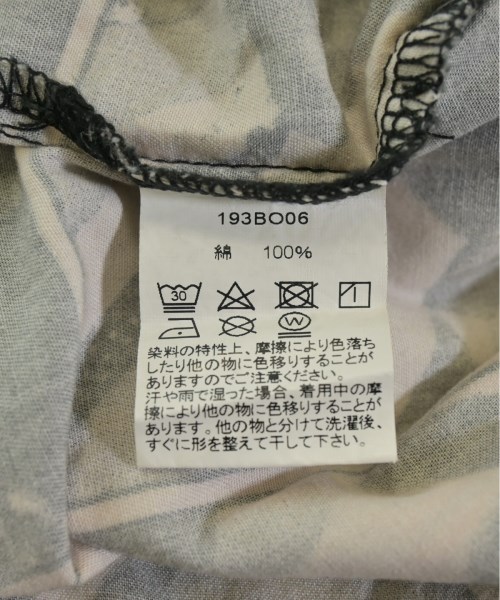 193BO06
綿 100%
30
W
染料の特性上、摩擦により色落ち
したり他の物に色移りすることが
ありますのでご注意ください。
汗や雨で湿った場合、着用中の摩
擦により他の物に色移りすることが
あります。他の物と分けて洗濯後、
すぐに形を整えて干して下さい。